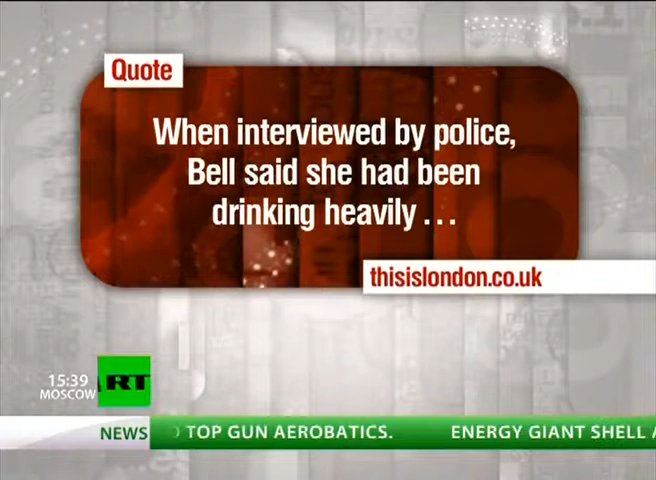 Quote
When interviewed by police,
Bell said she had been
drinking heavily ...
thisislondon.co.uk
15:39
MOSCOW
RT
NEWS
TOP GUN AEROBATICS.
ENERGY GIANT SHELL